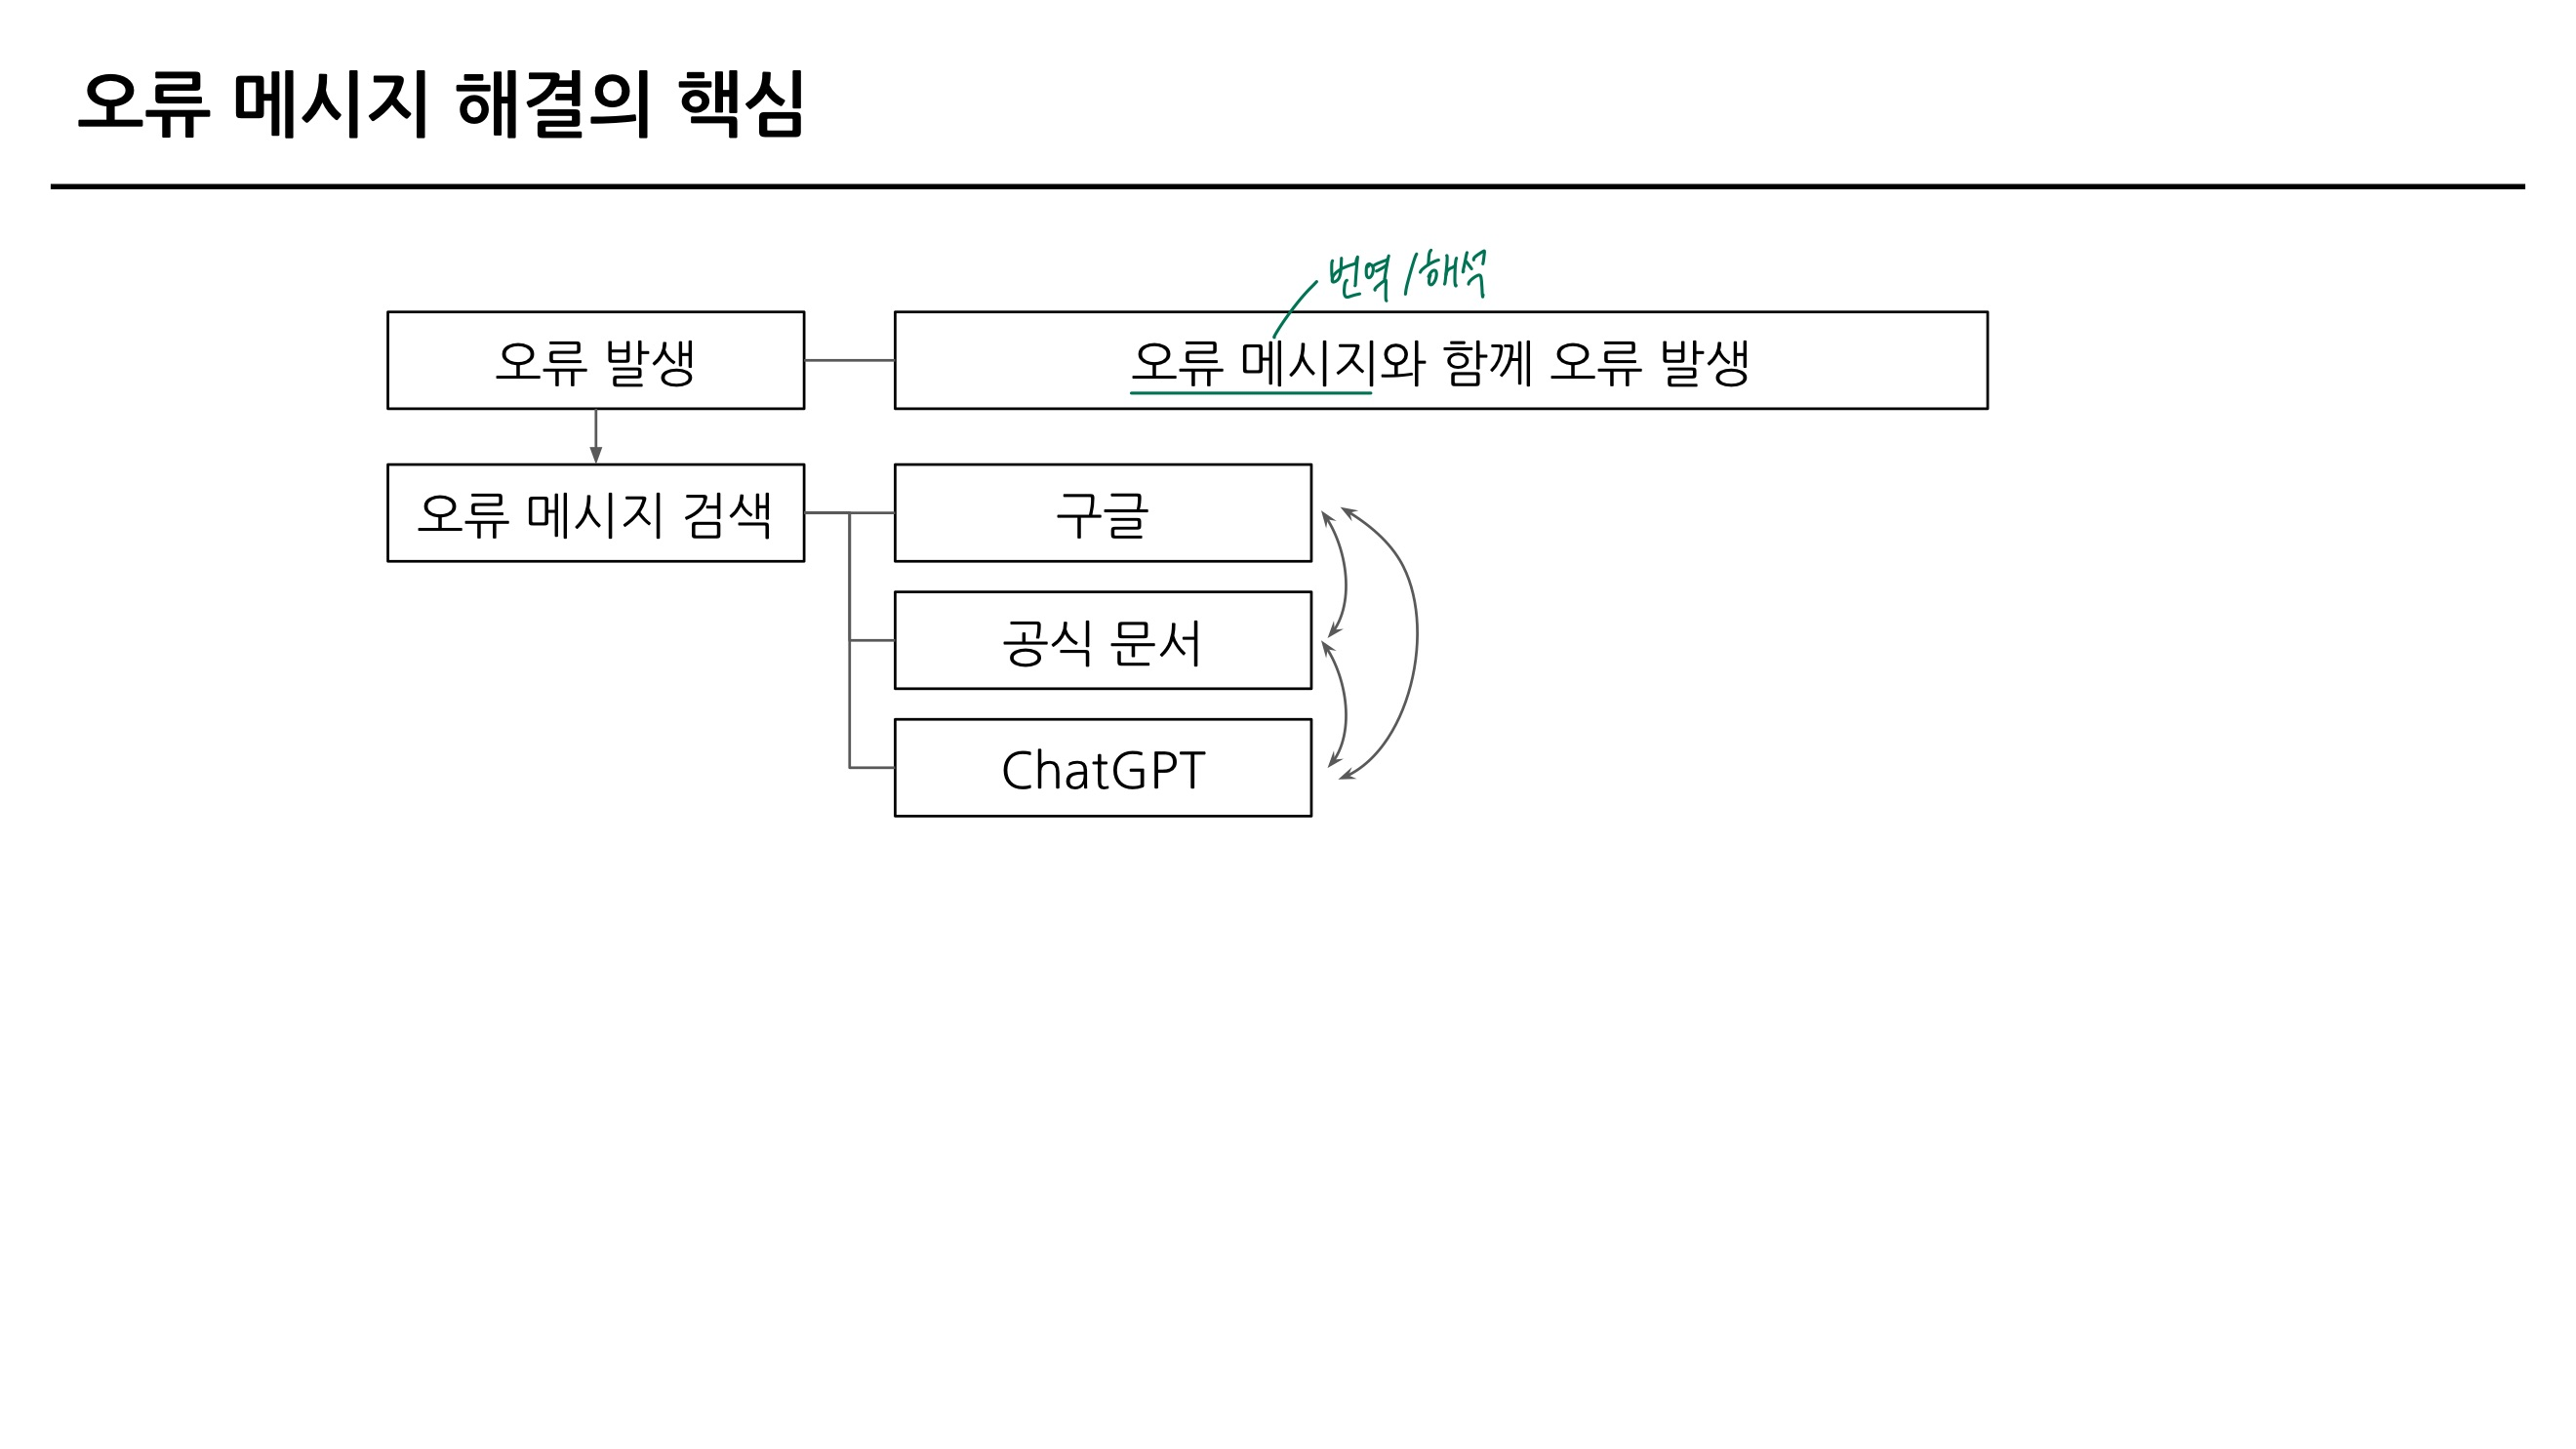 오류 메시지 해결의 핵심
번역/해석
오류 발생
오류 메시지와 함께 오류 발생
오류 메시지 검색
구글
공식 문서
ChatGPT